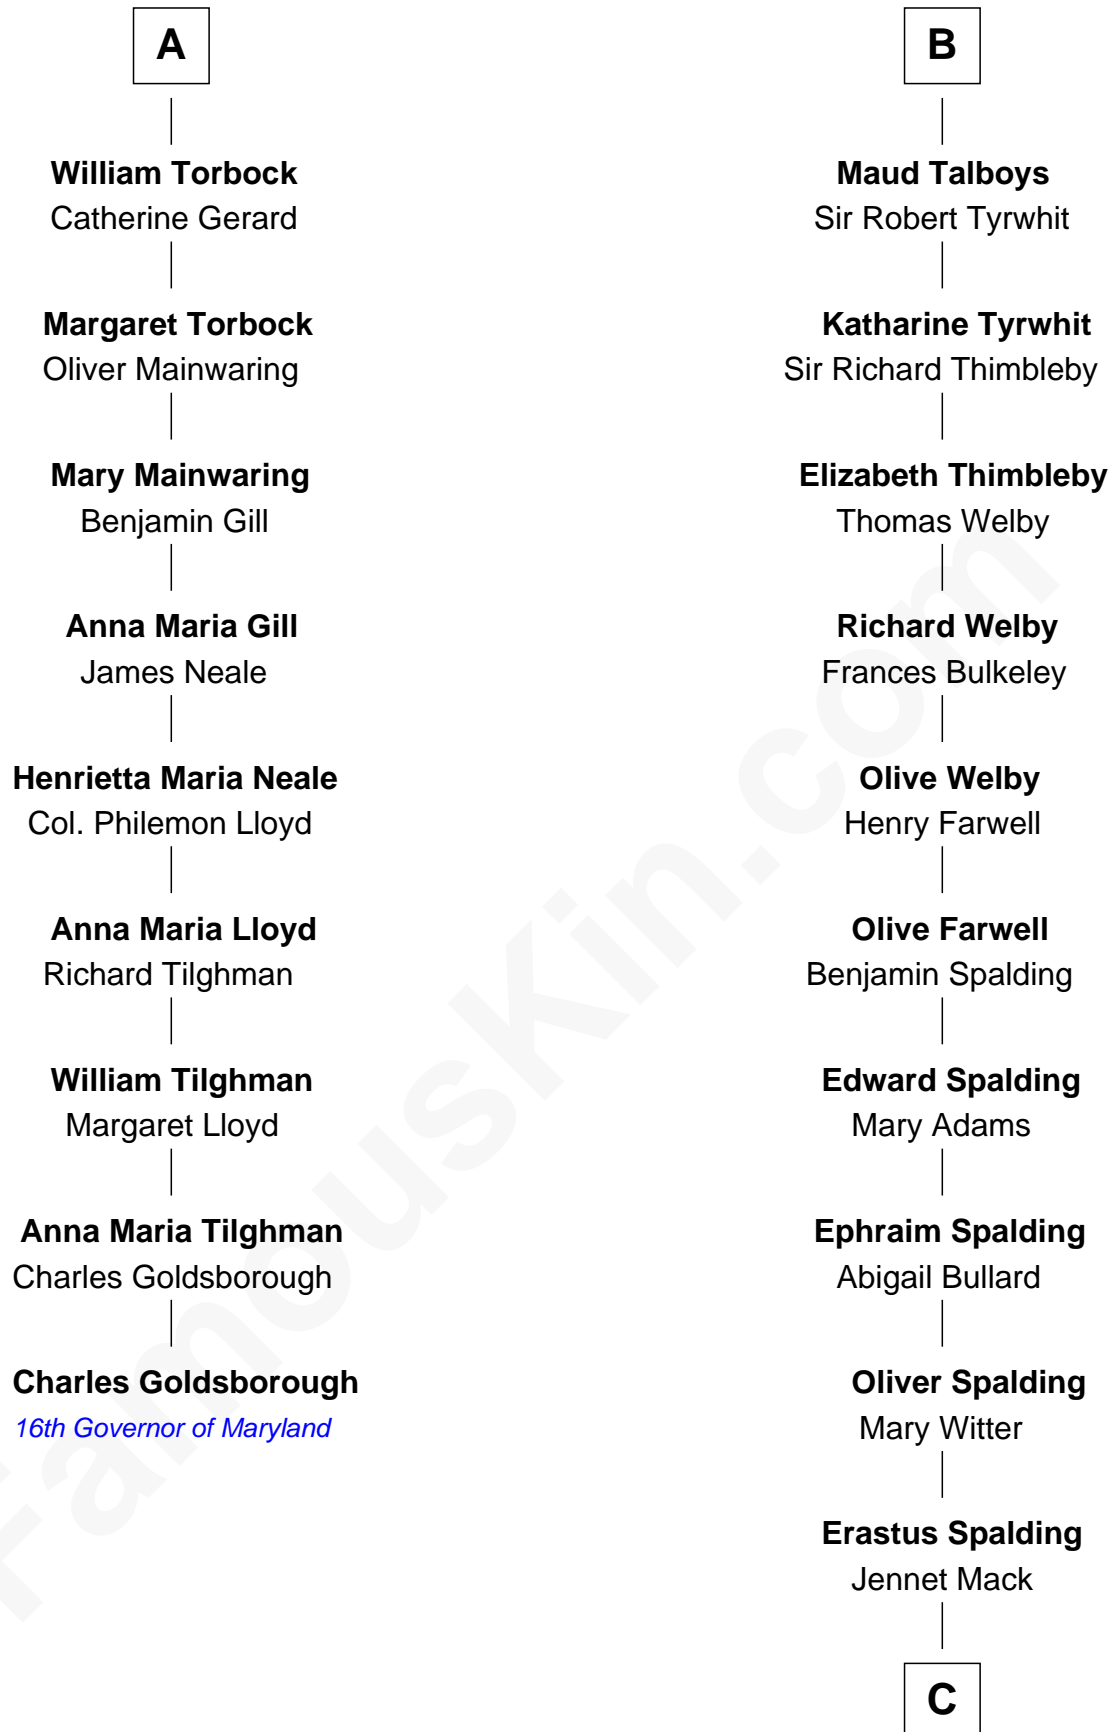 A
William Torbock
Catherine Gerard
Margaret Torbock
Oliver Mainwaring
Mary Mainwaring
Benjamin Gill
Anna Maria Gill
James Neale
Henrietta Maria Neale
Col. Philemon Lloyd
Anna Maria Lloyd
Richard Tilghman
William Tilghman
Margaret Lloyd
Anna Maria Tilghman
Charles Goldsborough
Charles Goldsborough
16th Governor of Maryland
B
Maud Talboys
Sir Robert Tyrwhit
Katharine Tyrwhit
Sir Richard Thimbleby
Elizabeth Thimbleby
Thomas Welby
Richard Welby
Frances Bulkeley
Olive Welby
Henry Farwell
Olive Farwell
Benjamin Spalding
Edward Spalding
Mary Adams
Ephraim Spalding
Abigail Bullard
Oliver Spalding
Mary Witter
Erastus Spalding
Jennet Mack
C
FamousKin.com